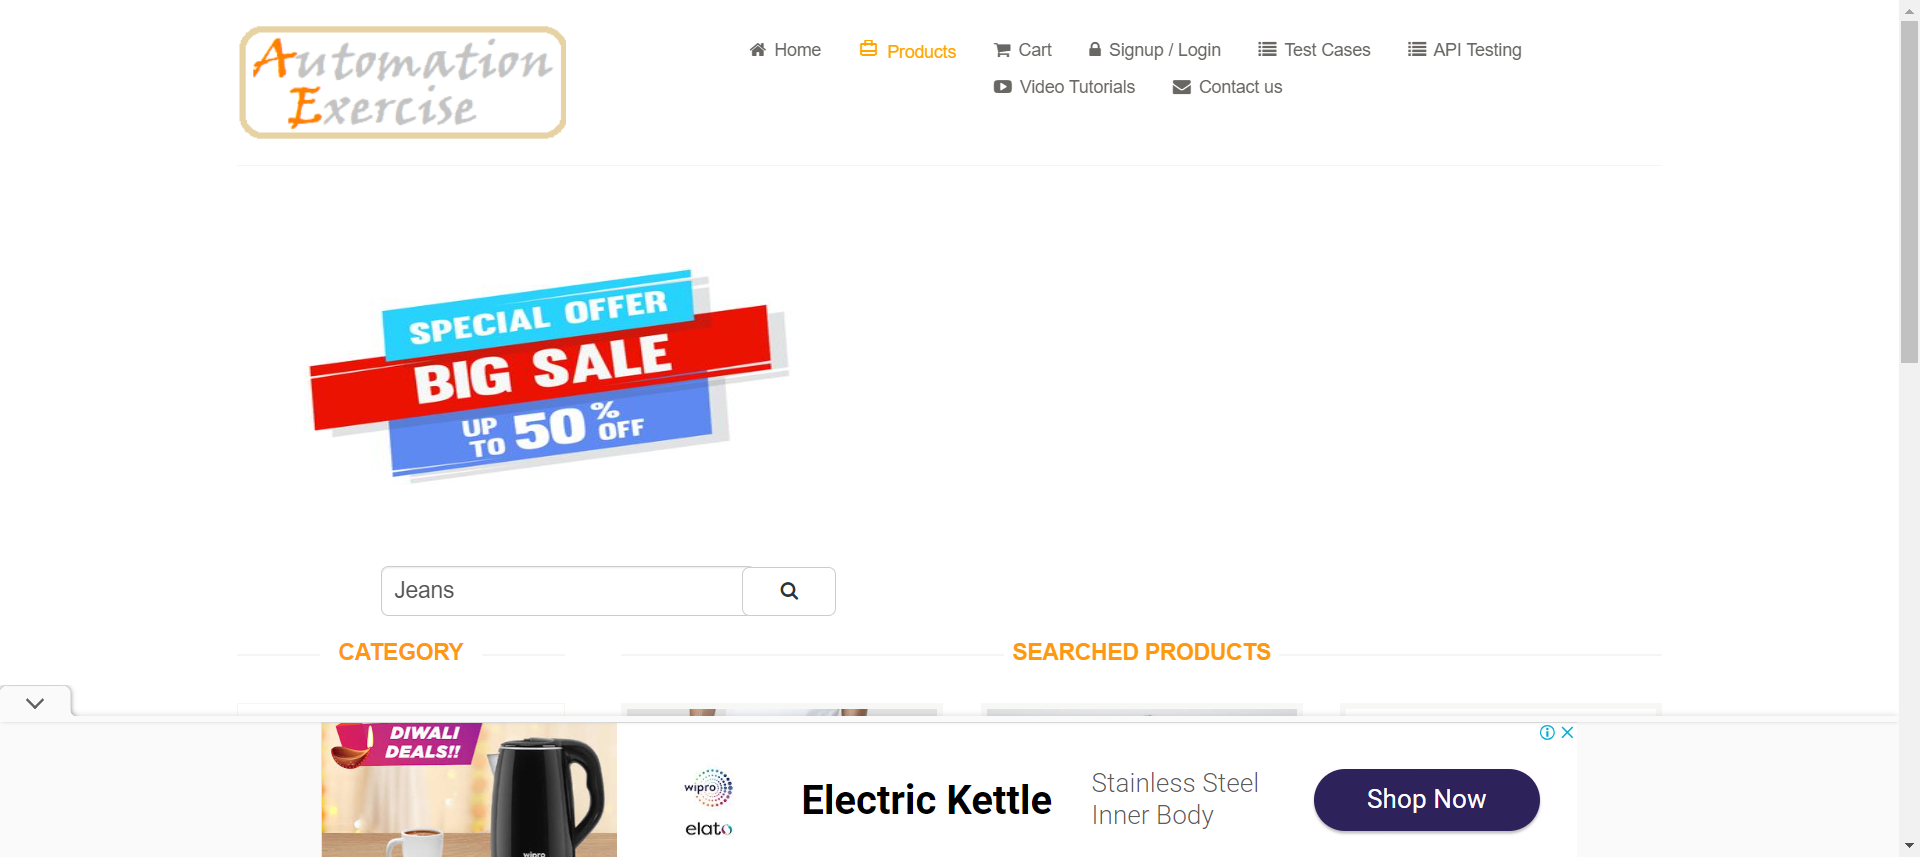 Automation
Exercise
Home
Products
Cart
Signup / Login
Test Cases
API Testing
Video Tutorials
Contact us
SPECIAL OFFER
BIG SALE
UP TO 50% OFF
Jeans
CATEGORY
SEARCHED PRODUCTS
DIWALI
DEALS!!
wipro
wipro
elato
Electric Kettle
Stainless Steel
Inner Body
Shop Now